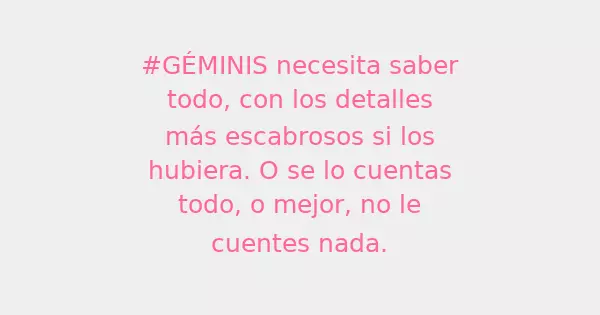 #GÉMINIS necesita saber
todo, con los detalles
más escabrosos si los
hubiera. O se lo cuentas
todo, o mejor, no le
cuentes nada.